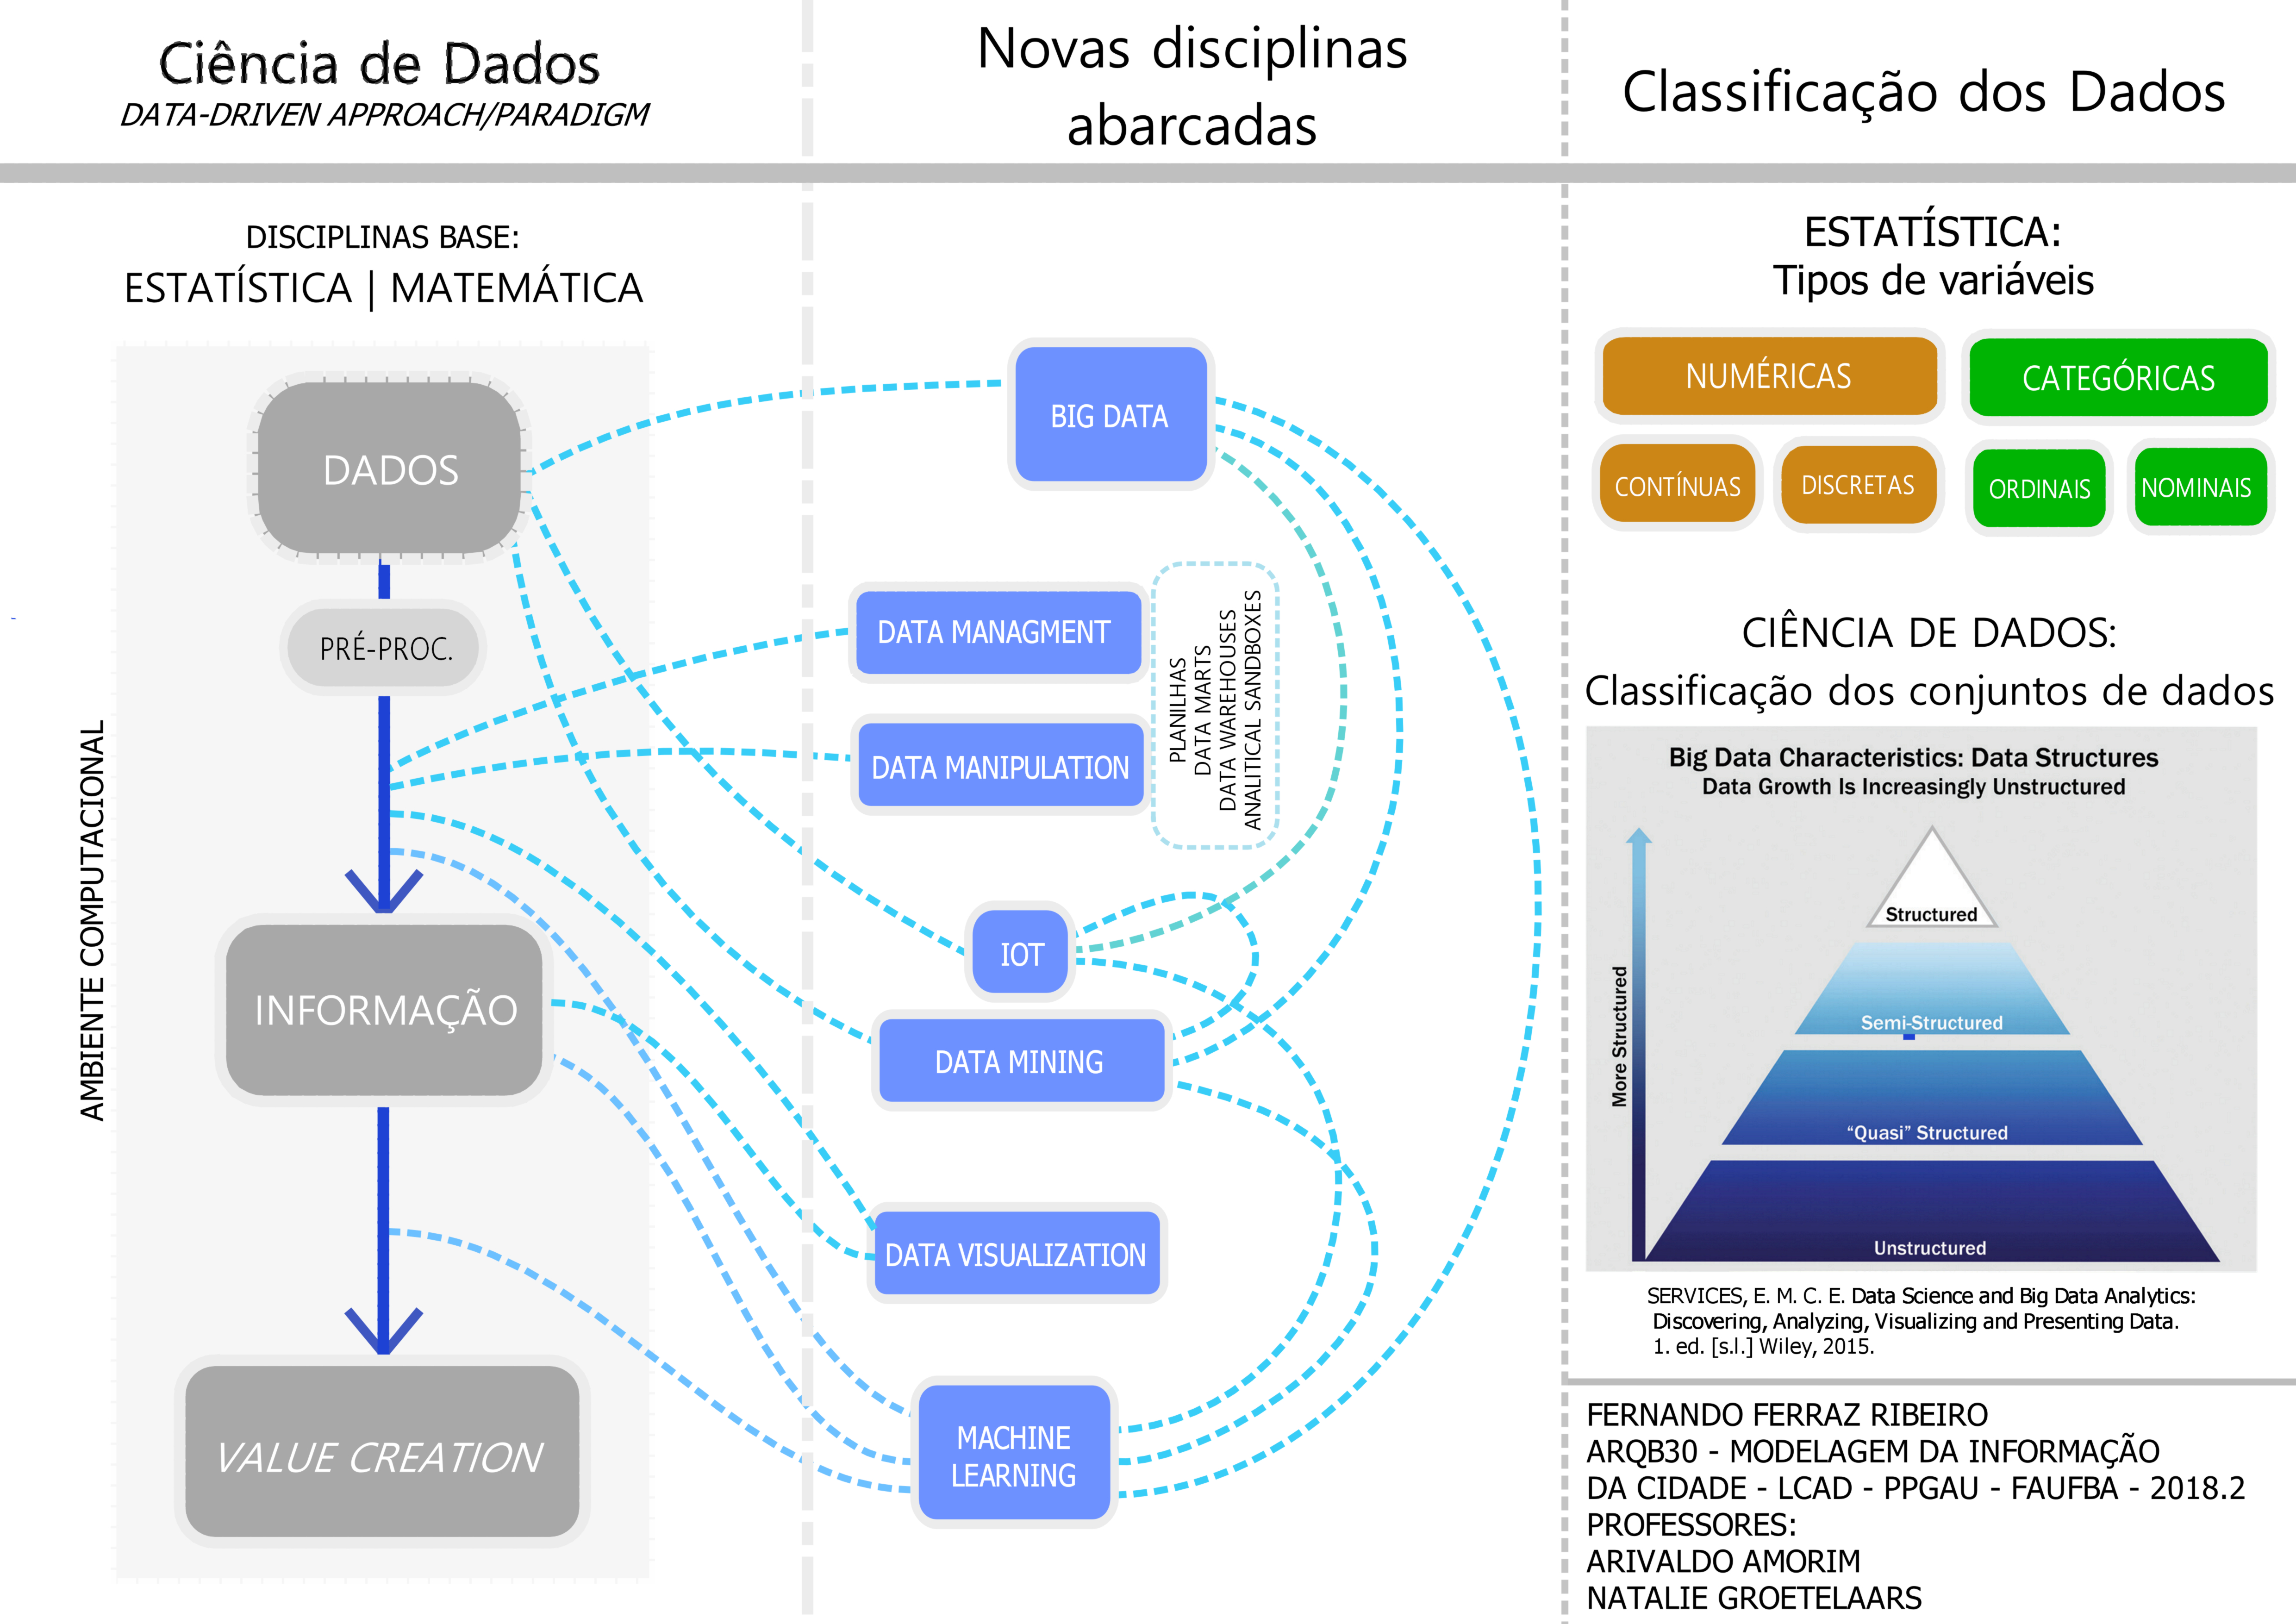 Ciência de Dados
DATA-DRIVEN APPROACH/PARADIGM
DISCIPLINAS BASE:
ESTATÍSTICA | MATEMÁTICA
AMBIENTE COMPUTACIONAL
DADOS
PRÉ-PROC.
INFORMAÇÃO
VALUE CREATION
Novas disciplinas
abarcadas
BIG DATA
DATA MANAGMENT
DATA MANIPULATION
PLANILHAS
DATA MARTS
DATA WAREHOUSES
ANALITICAL SANDBOXES
IOT
DATA MINING
DATA VISUALIZATION
MACHINE
LEARNING
Classificação dos Dados
ESTATÍSTICA:
Tipos de variáveis
NUMÉRICAS
CATEGÓRICAS
CONTÍNUAS
DISCRETAS
ORDINAIS
NOMINAIS
CIÊNCIA DE DADOS:
Classificação dos conjuntos de dados
Big Data Characteristics: Data Structures
Data Growth Is Increasingly Unstructured
More Structured
Structured
Semi-Structured
“Quasi” Structured
Unstructured
SERVICES, E. M. C. E. Data Science and Big Data Analytics:
Discovering, Analyzing, Visualizing and Presenting Data.
1. ed. [s.l.] Wiley, 2015.
FERNANDO FERRAZ RIBEIRO
ARQB30 - MODELAGEM DA INFORMAÇÃO
DA CIDADE - LCAD - PPGAU - FAUFBA - 2018.2
PROFESSORES:
ARIVALDO AMORIM
NATALIE GROETELAARS